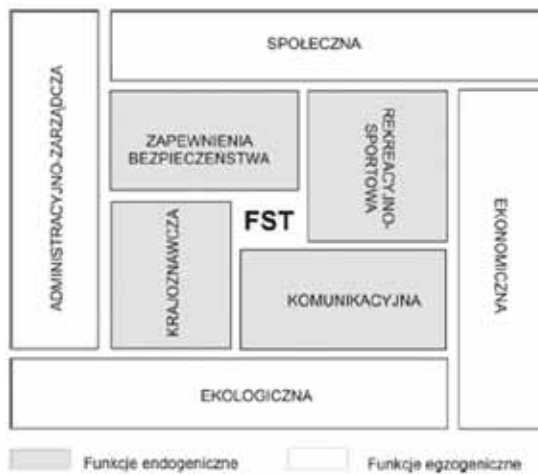 SPOŁECZNA
ADMINISTRACYJNO-ZARZĄDCZA
ZAPEWNIENIA
BEZPIECZEŃSTWA
REKREACYJNO-
SPORTOWA
FST
KRAJOZNAWCZA
KOMUNIKACYJNA
EKONOMICZNA
EKOLOGICZNA
Funkcje endogeniczne
Funkcje egzogeniczne